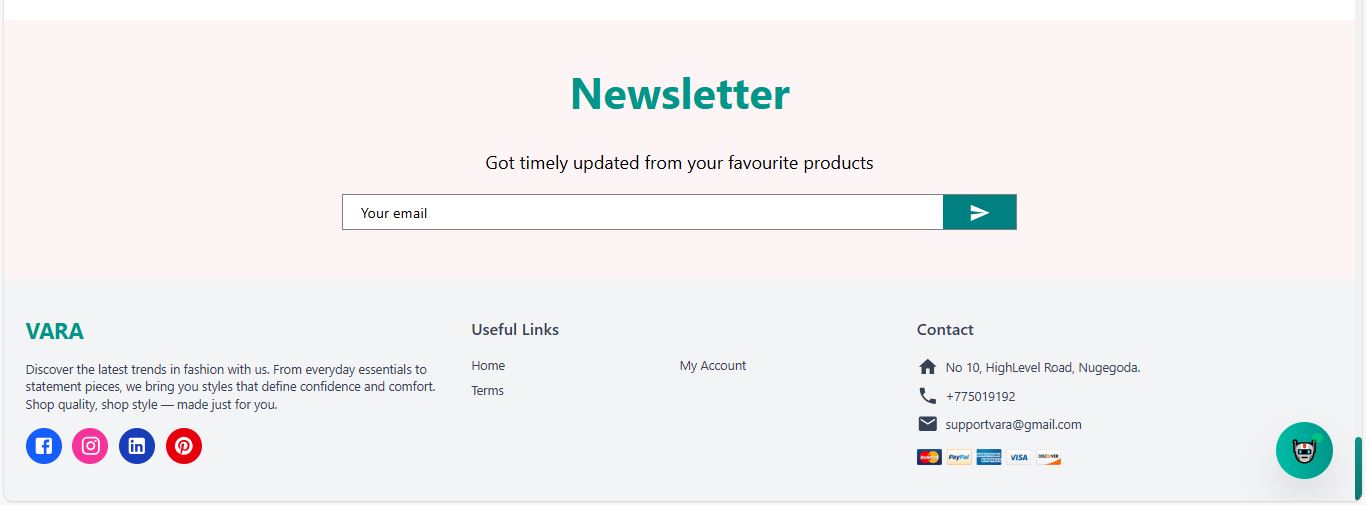 Newsletter
Got timely updated from your favourite products
Your email
VARA
Discover the latest trends in fashion with us. From everyday essentials to
statement pieces, we bring you styles that define confidence and comfort.
Shop quality, shop style — made just for you.
Useful Links
Home
My Account
Terms
Contact
No 10, HighLevel Road, Nugegoda.
+775019192
supportvara@gmail.com
MasterCard PayPal AMERICAN EXPRESS VISA DISCOVER